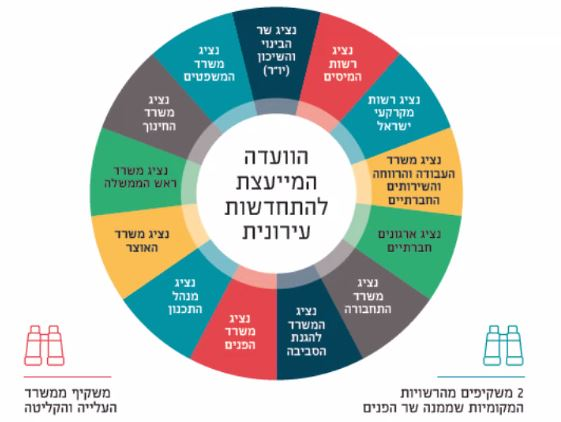 הוועדה
המייעצת
להתחדשות
עירונית
נציג שר
הבינוי
והשיכון
(יו"ר)
נציג
רשות
המיסים
נציג רשות
מקרקעי
ישראל
נציג משרד
העבודה והרווחה
והשירותים
החברתיים
נציג ארגונים
חברתיים
נציג
משרד
התחבורה
נציג
המשרד
להגנת
הסביבה
נציג
משרד
הפנים
נציג
מנהל
התכנון
נציג משרד
האוצר
נציג משרד
ראש הממשלה
נציג
משרד
החינוך
נציג
משרד
המשפטים
2 משקיפים מהרשויות
המקומיות שממנה שר הפנים
משקיף ממשרד
העלייה והקליטה